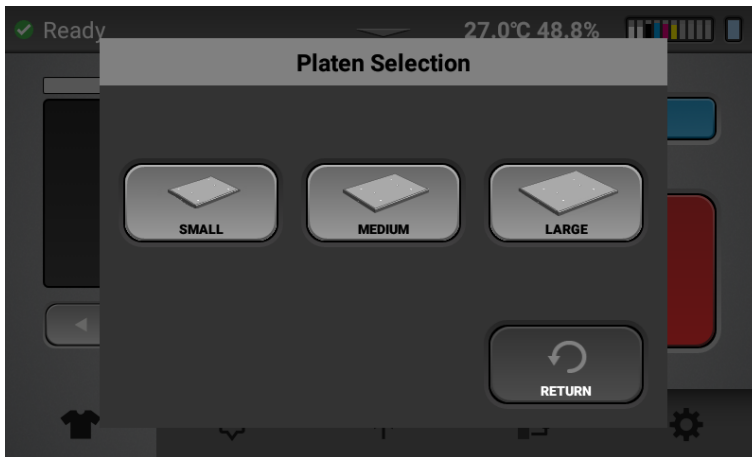 Ready
27.0°C 48.8%
Platen Selection
SMALL
MEDIUM
LARGE
RETURN